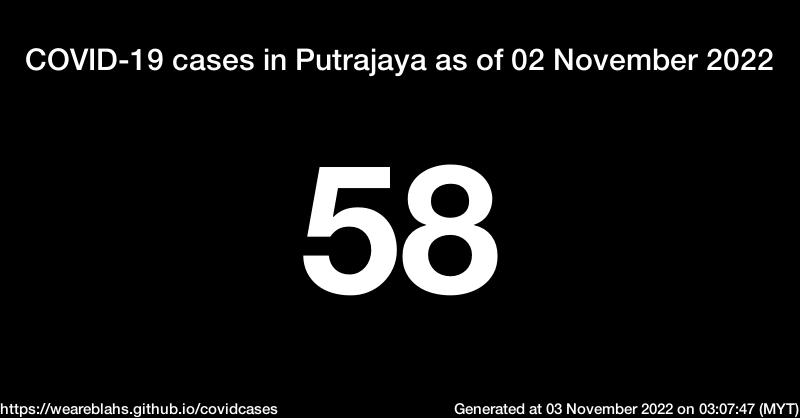 COVID-19 cases in Putrajaya as of 02 November 2022
58
https://weareblahs.github.io/covidcases
Generated at 03 November 2022 on 03:07:47 (MYT)